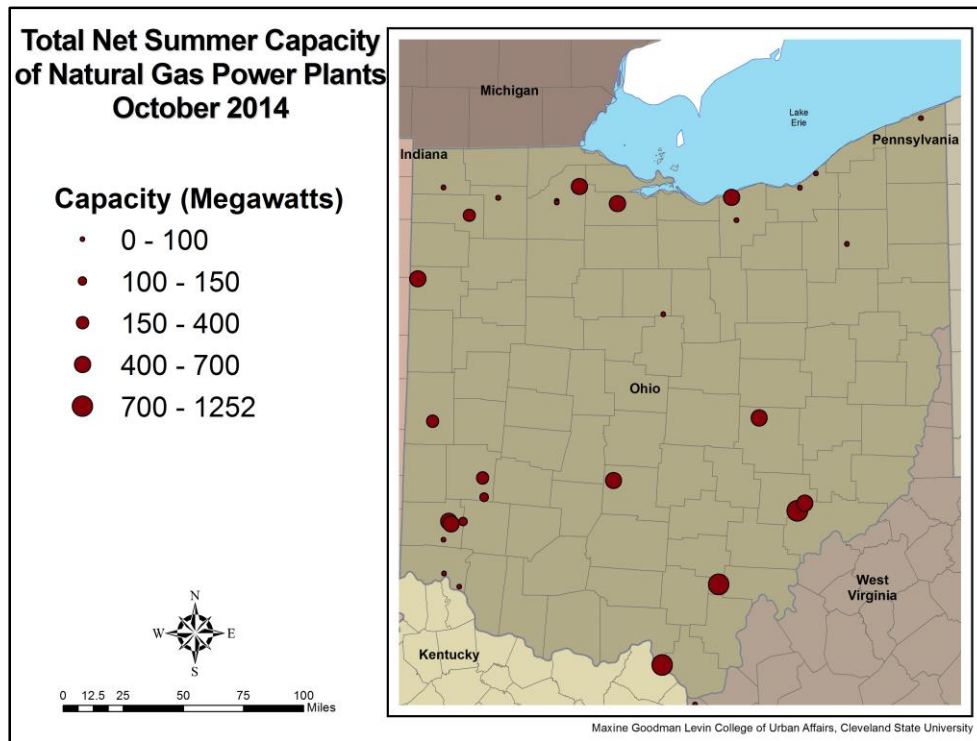 Total Net Summer Capacity
of Natural Gas Power Plants
October 2014
Capacity (Megawatts)
0 - 100
100 - 150
150 - 400
400 - 700
700 - 1252
N
W E
S
0 12.5 25 50 75 100
Miles
Michigan
Lake
Erie
Pennsylvania
Indiana
Ohio
West
Virginia
Kentucky
Maxine Goodman Levin College of Urban Affairs, Cleveland State University